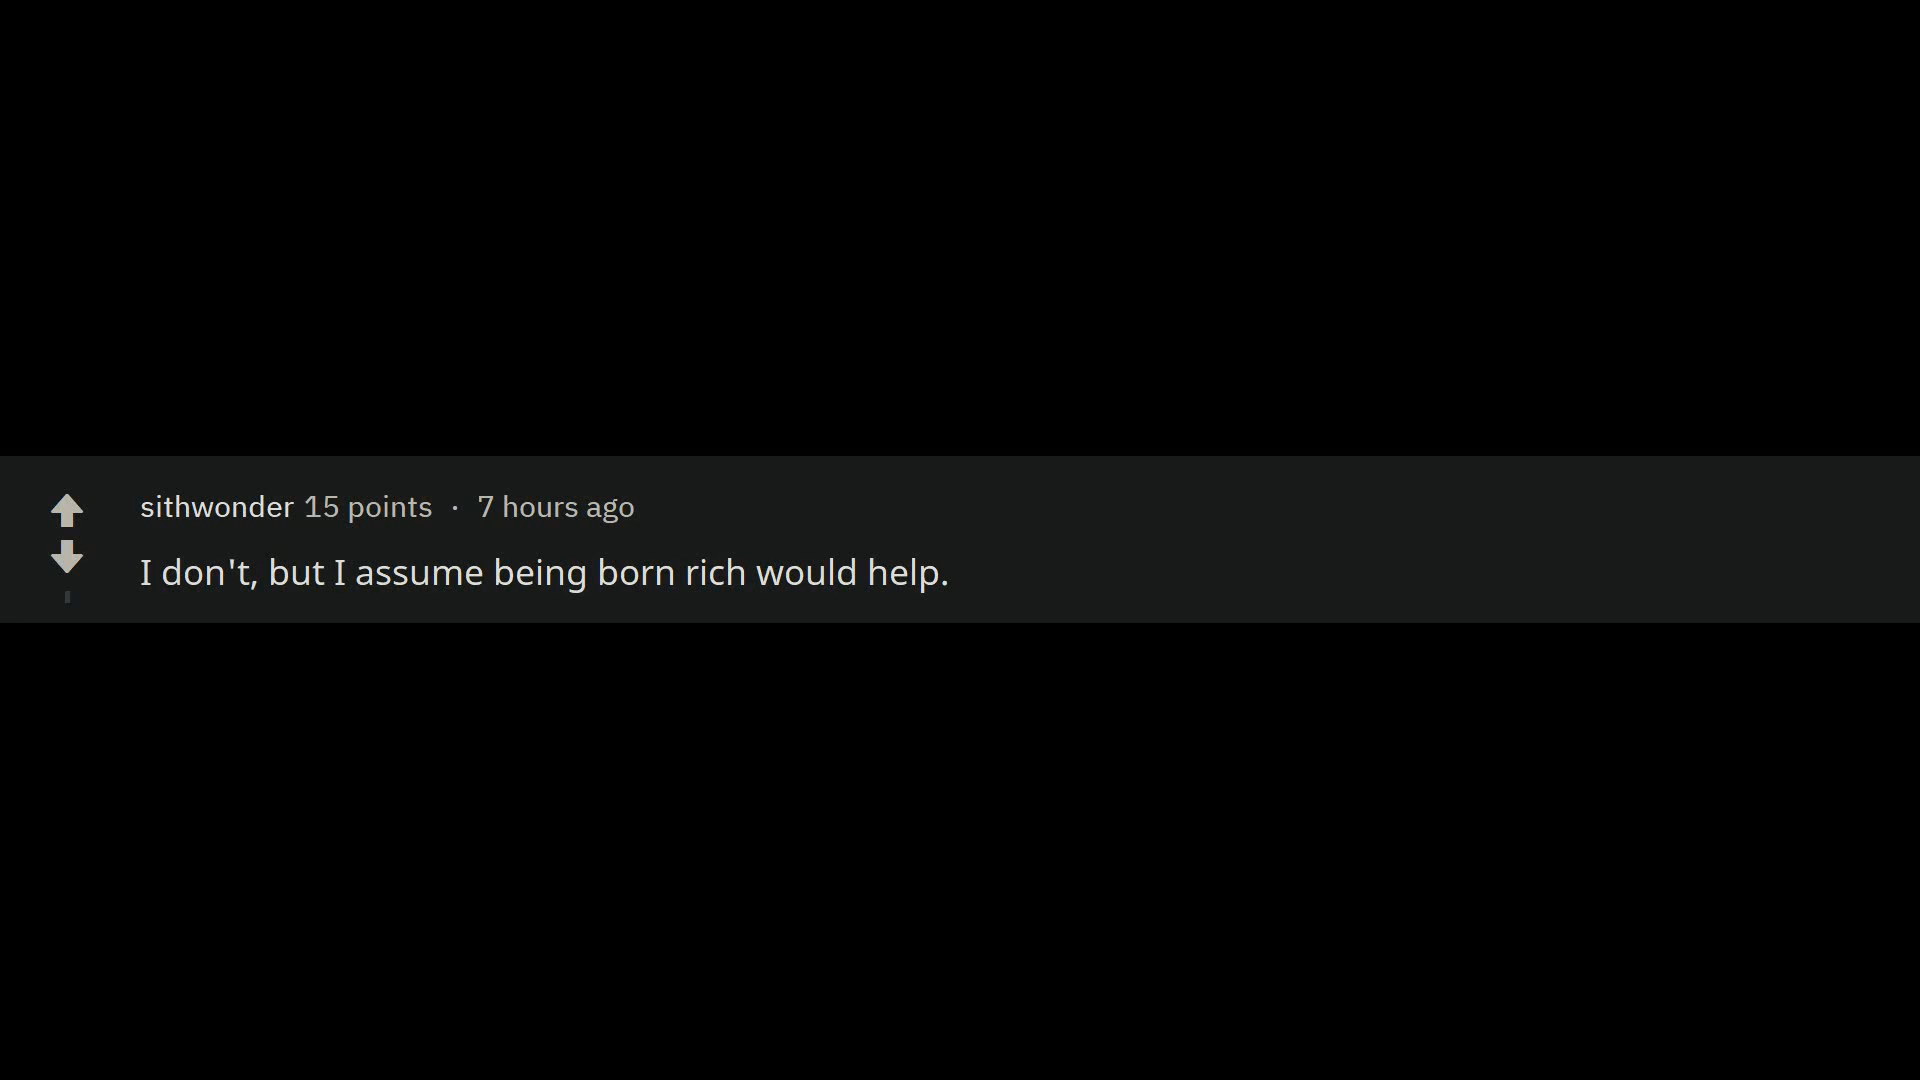 sithwonder 15 points · 7 hours ago
I don't, but I assume being born rich would help.